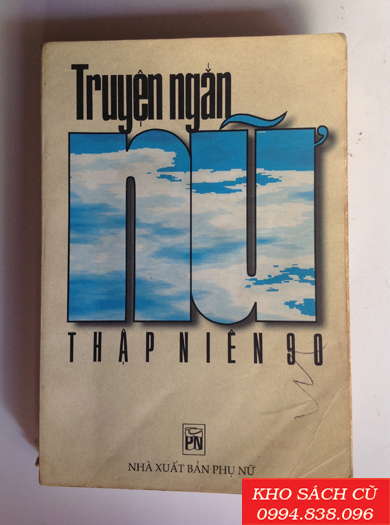 Truyện ngắn
NỮ
THẬP NIÊN 90
PN
NHÀ XUẤT BẢN PHỤ NỮ
KHO SÁCH CŨ
0994.838.096